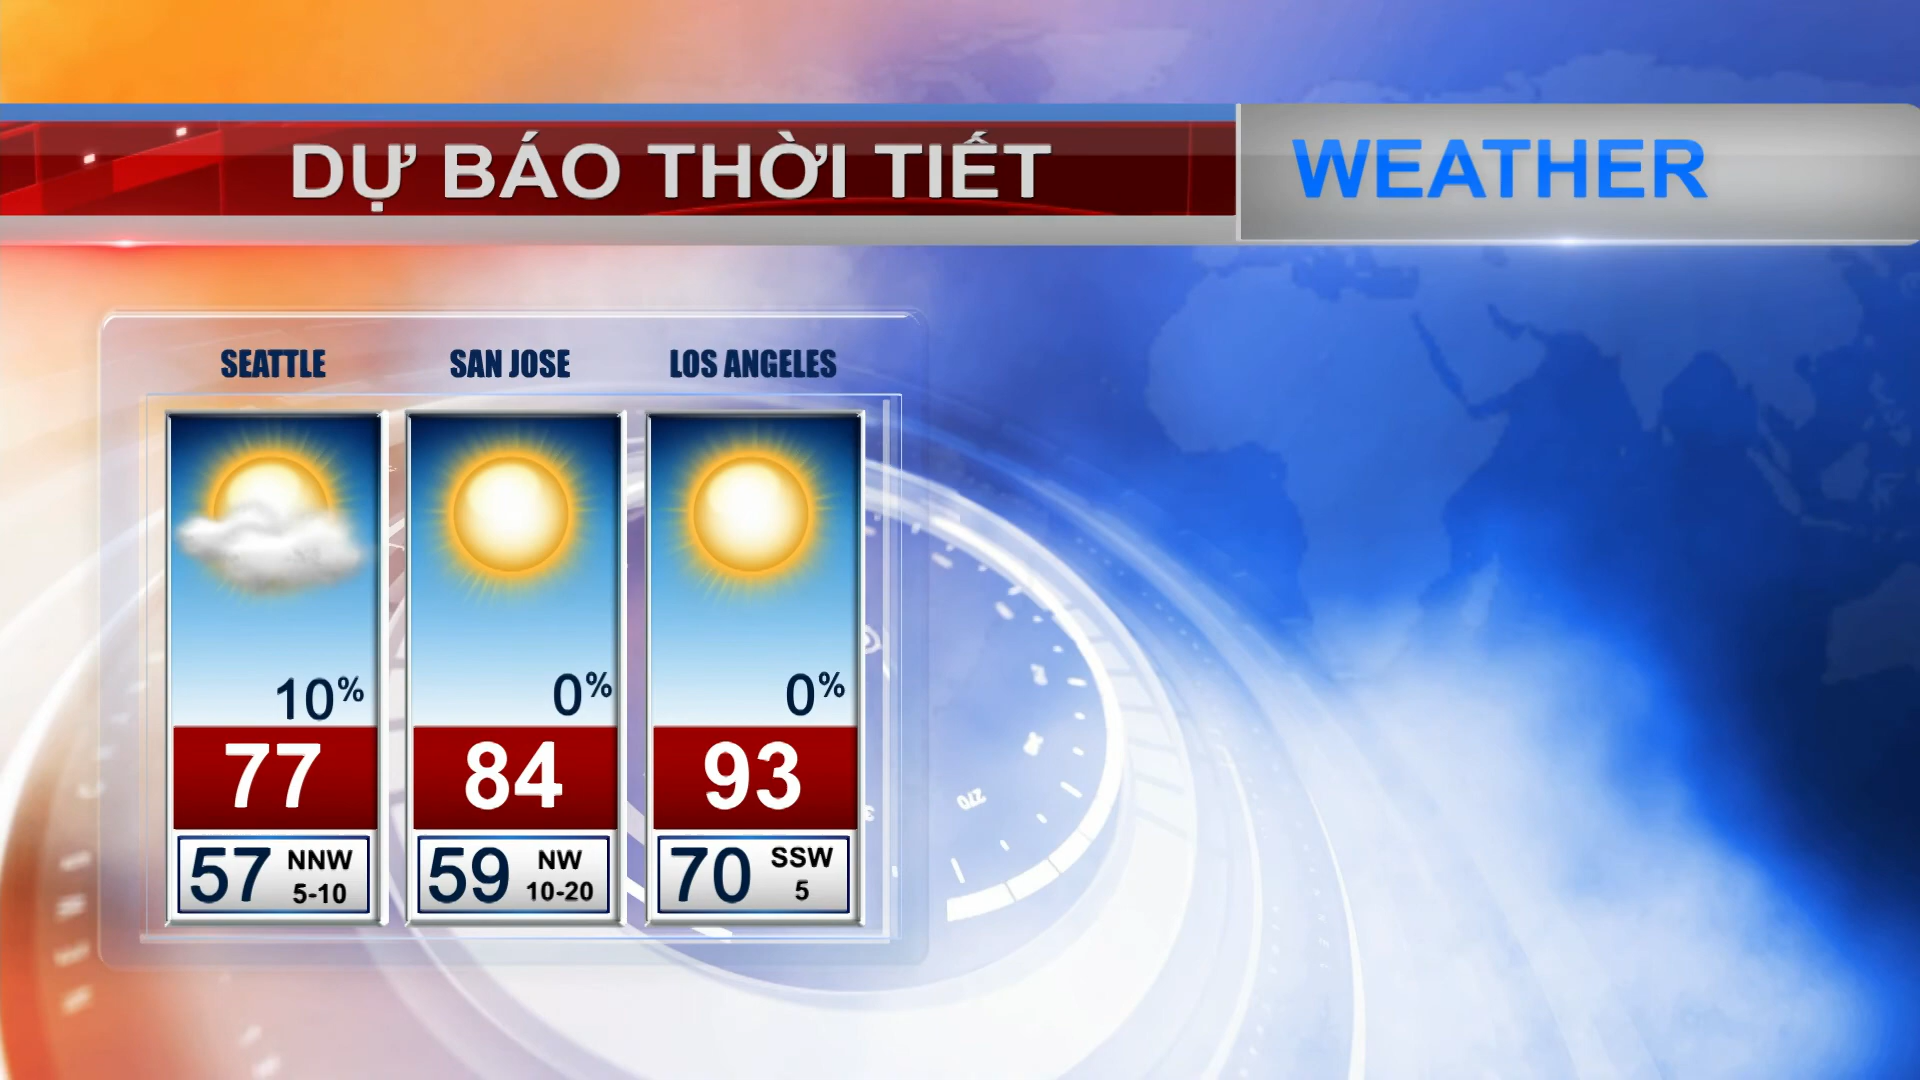 DỰ BÁO THỜI TIẾT
WEATHER
SEATTLE
SAN JOSE
LOS ANGELES
10%
0%
0%
77
84
93
57 NNW 5-10
59 NW 10-20
70 SSW 5
270